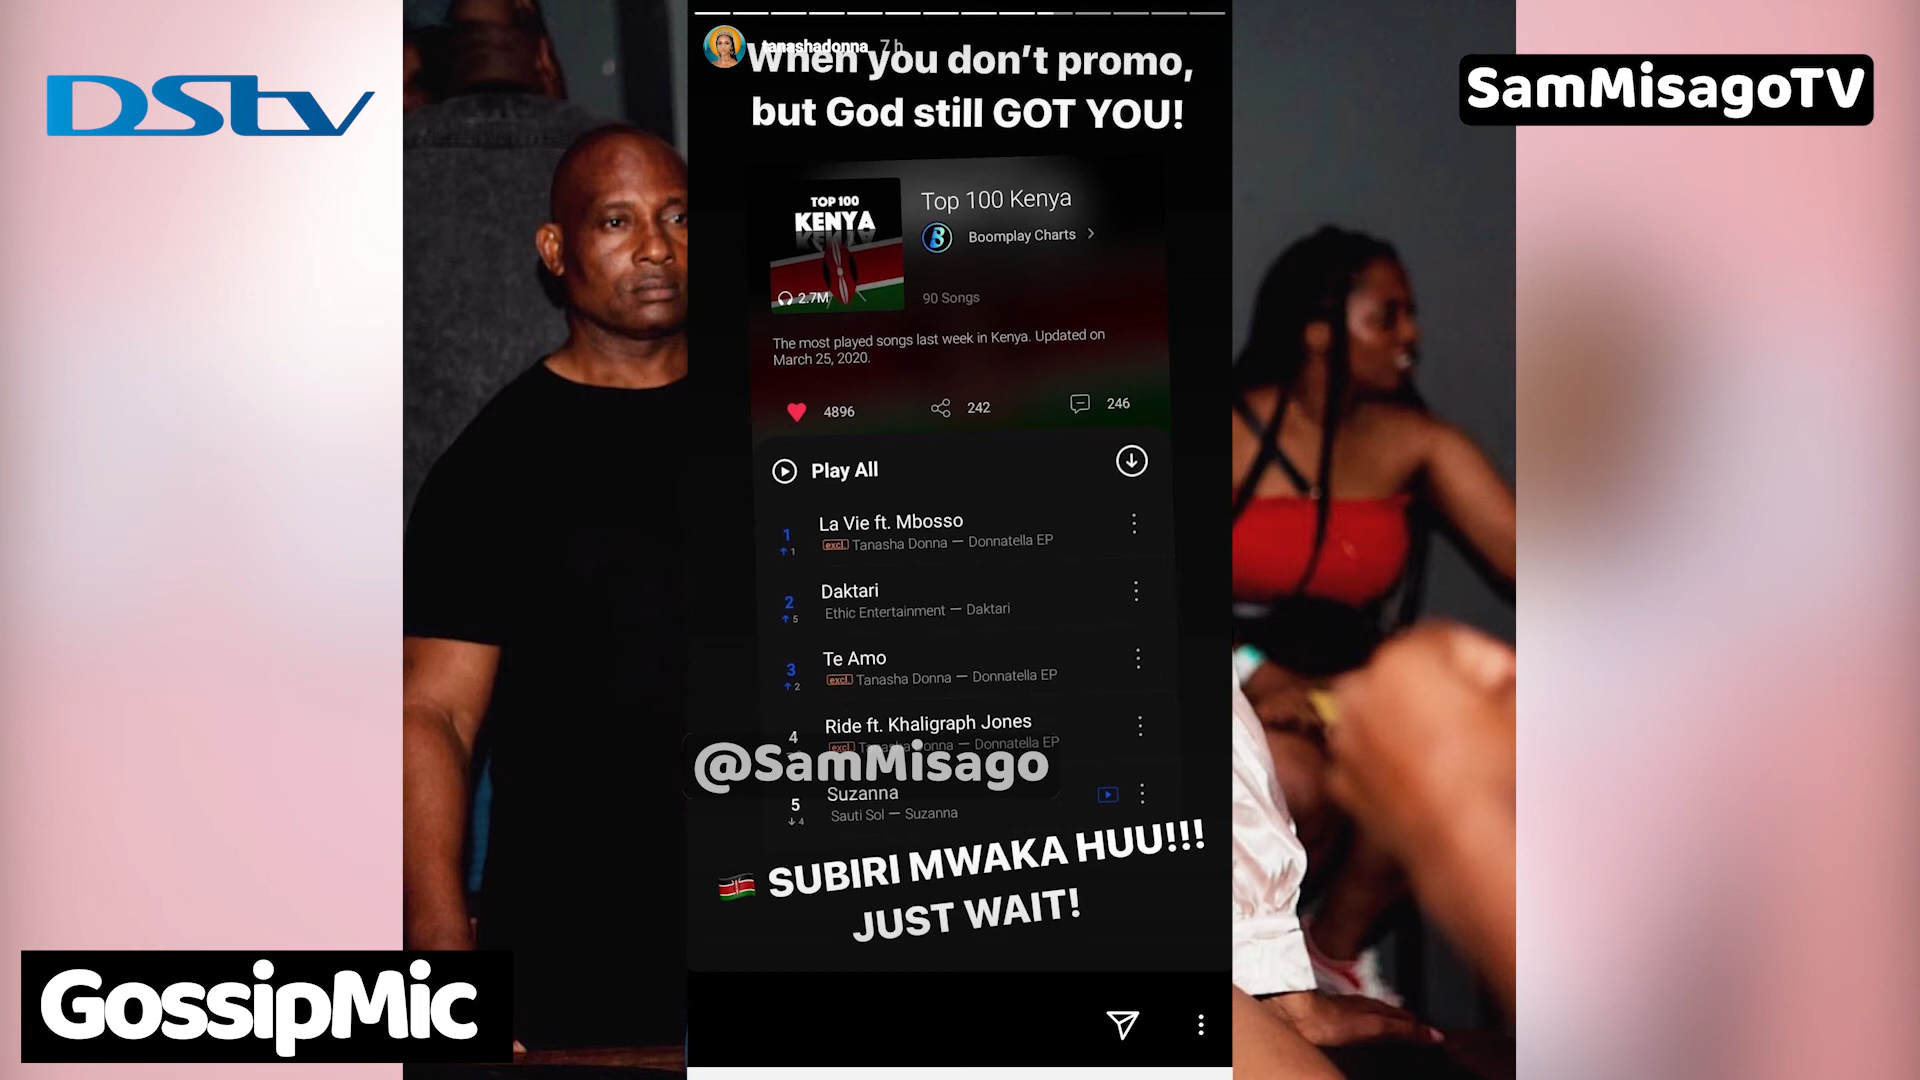 DStv
SamMisagoTV
tanashadonna 7h
When you don't promo,
but God still GOT YOU!
TOP 100
KENYA
2.7M
Top 100 Kenya
Boomplay Charts
90 Songs
The most played songs last week in Kenya. Updated on
March 25, 2020.
4896
242
246
Play All
1
1
La Vie ft. Mbosso
excl. Tanasha Donna — Donnatella EP
2
5
Daktari
Ethic Entertainment — Daktari
3
2
Te Amo
excl. Tanasha Donna — Donnatella EP
4
Ride ft. Khaligraph Jones
excl. Tanasha Donna — Donnatella EP
@SamMisago
5
4
Suzanna
Sauti Sol — Suzanna
SUBIRI MWAKA HUU!!!
JUST WAIT!
GossipMic